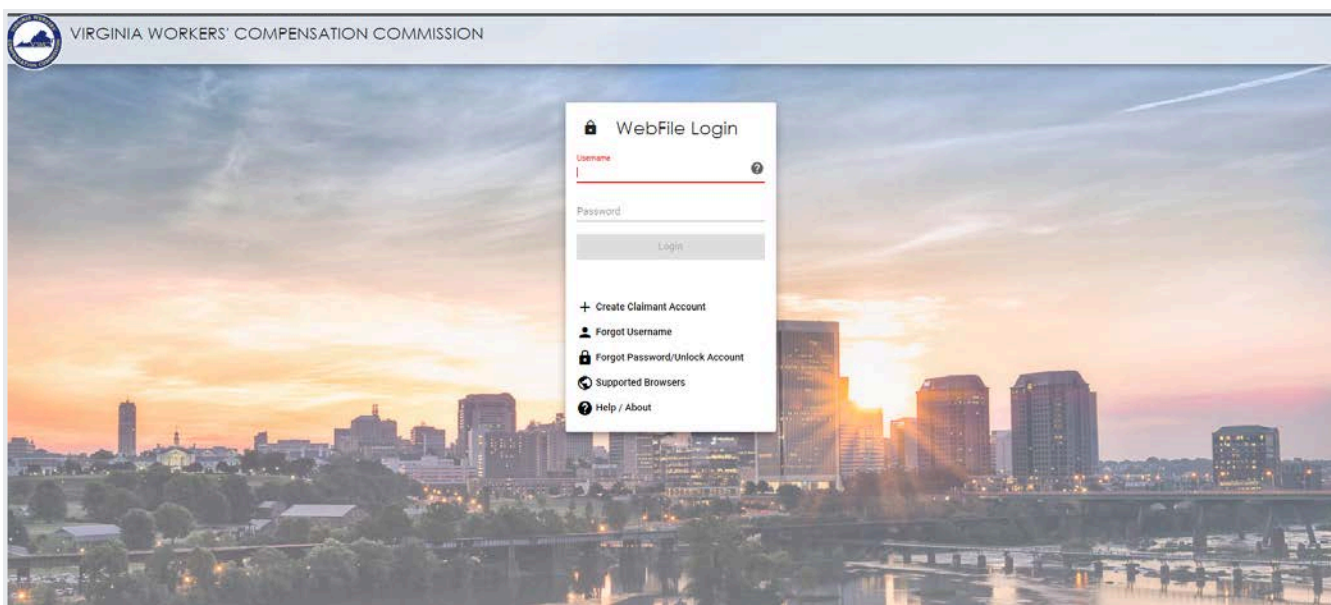 VIRGINIA WORKERS' COMPENSATION COMMISSION
WebFile Login
Username
Password
Login
Create Claimant Account
Forgot Username
Forgot Password/Unlock Account
Supported Browsers
Help / About